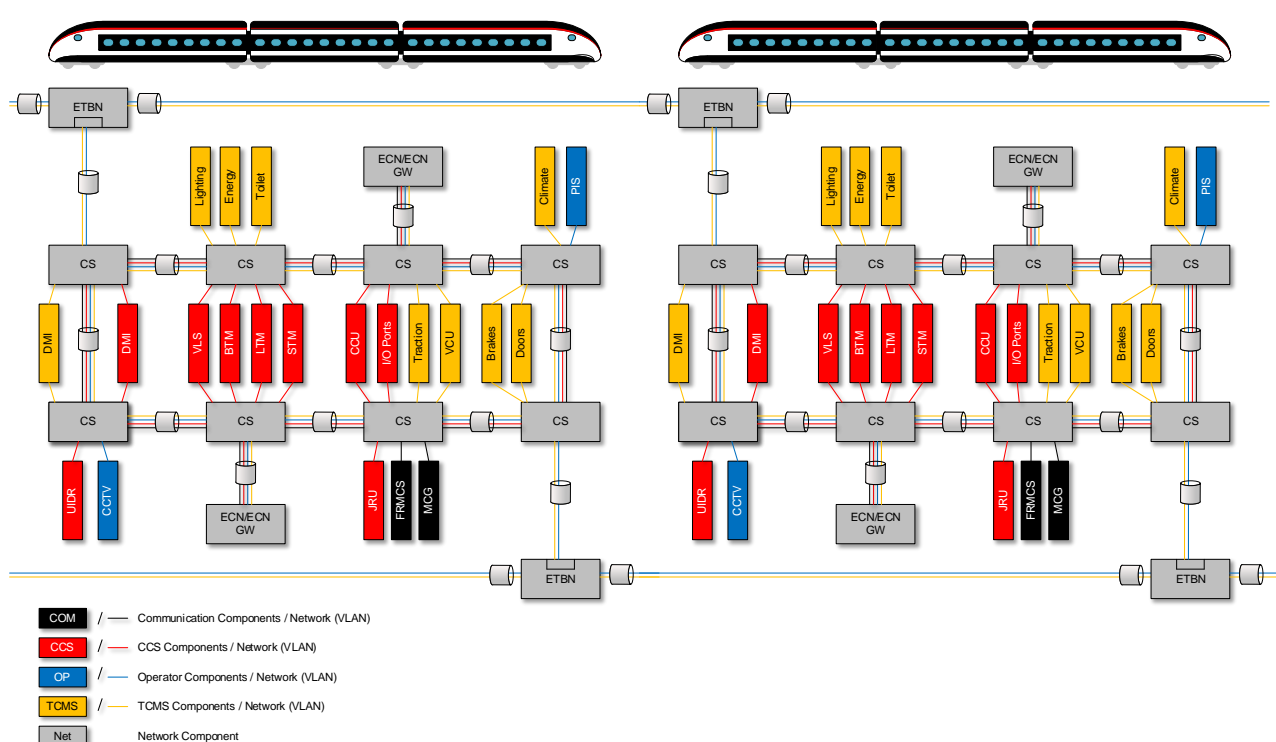 ETBN
ETBN
Lighting
Energy
Toilet
ECN/ECN
GW
Climate
PIS
Lighting
Energy
Toilet
ECN/ECN
GW
Climate
PIS
CS
CS
CS
CS
CS
CS
CS
CS
DMI
DMI
VLS
BTM
LTM
STM
CCU
I/O Ports
Traction
VCU
Brakes
Doors
DMI
DMI
VLS
BTM
LTM
STM
CCU
I/O Ports
Traction
VCU
Brakes
Doors
CS
CS
CS
CS
CS
CS
CS
CS
UIDR
CCTV
ECN/ECN
GW
JRU
FRMCS
MCG
UIDR
CCTV
ECN/ECN
GW
JRU
FRMCS
MCG
ETBN
ETBN
COM / Communication Components / Network (VLAN)
CCS / CCS Components / Network (VLAN)
OP / Operator Components / Network (VLAN)
TCMS / TCMS Components / Network (VLAN)
Net Network Component